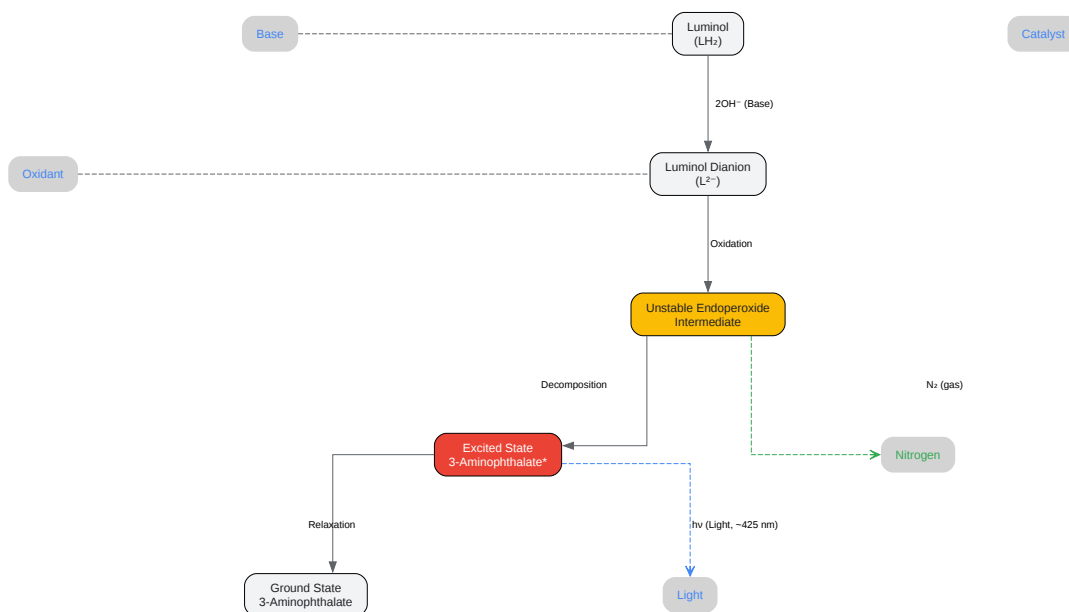 Base
Luminol
(LH₂)
Catalyst
2OH⁻ (Base)
Oxidant
Luminol Dianion
(L²⁻)
Oxidation
Unstable Endoperoxide
Intermediate
Decomposition
N₂ (gas)
Excited State
3-Aminophthalate*
Nitrogen
Relaxation
hν (Light, ~425 nm)
Ground State
3-Aminophthalate
Light